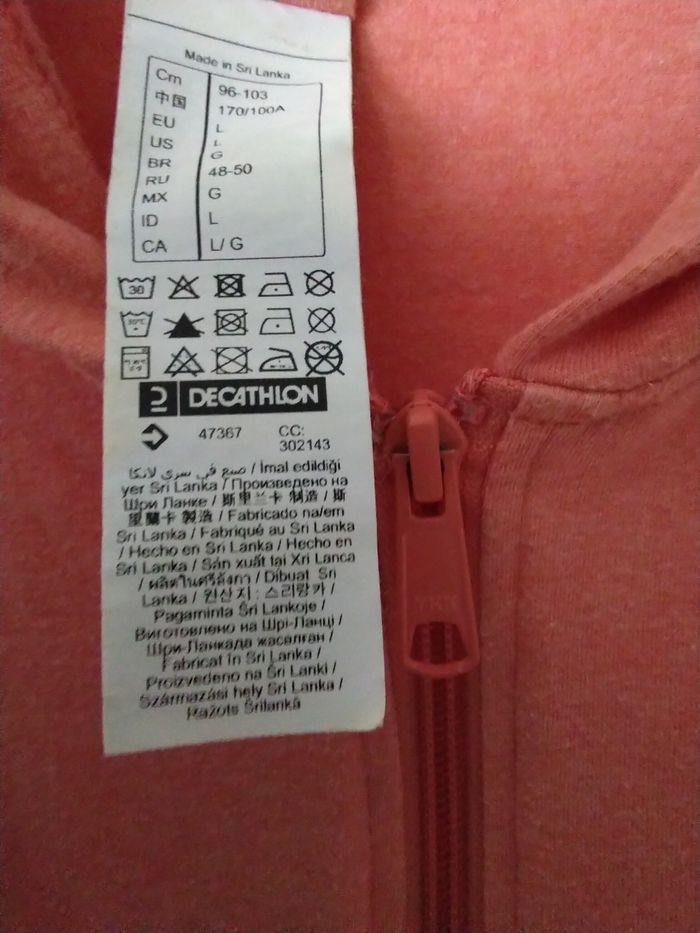 Made in Sri Lanka
Cm 96-103
中国 170/100A
EU L
US L
BR G
RU 48-50
MX G
ID L
CA L/ G
30
30°C
DECATHLON
47367 CC:
302143
صنع في سري لانكا / İmal edildiği
yer Sri Lanka / Произведено на
Шри Ланке / 斯里兰卡 制造 / 斯
里蘭卡 製造 / Fabricado na/em
Sri Lanka / Fabriqué au Sri Lanka
/ Hecho en Sri Lanka / Hecho en
Sri Lanka / Sản xuất tại Xri Lanca
/ ผลิตในศรีลังกา / Dibuat Sri
Lanka / 원산지 : 스리랑카 /
Pagaminta Šri Lankoje /
Виготовлено на Шрі-Ланці /
Шри-Ланкада жасалған /
Fabricat în Sri Lanka /
Proizvedeno na Šri Lanki /
Származási hely Sri Lanka /
Ražots Šrilankā